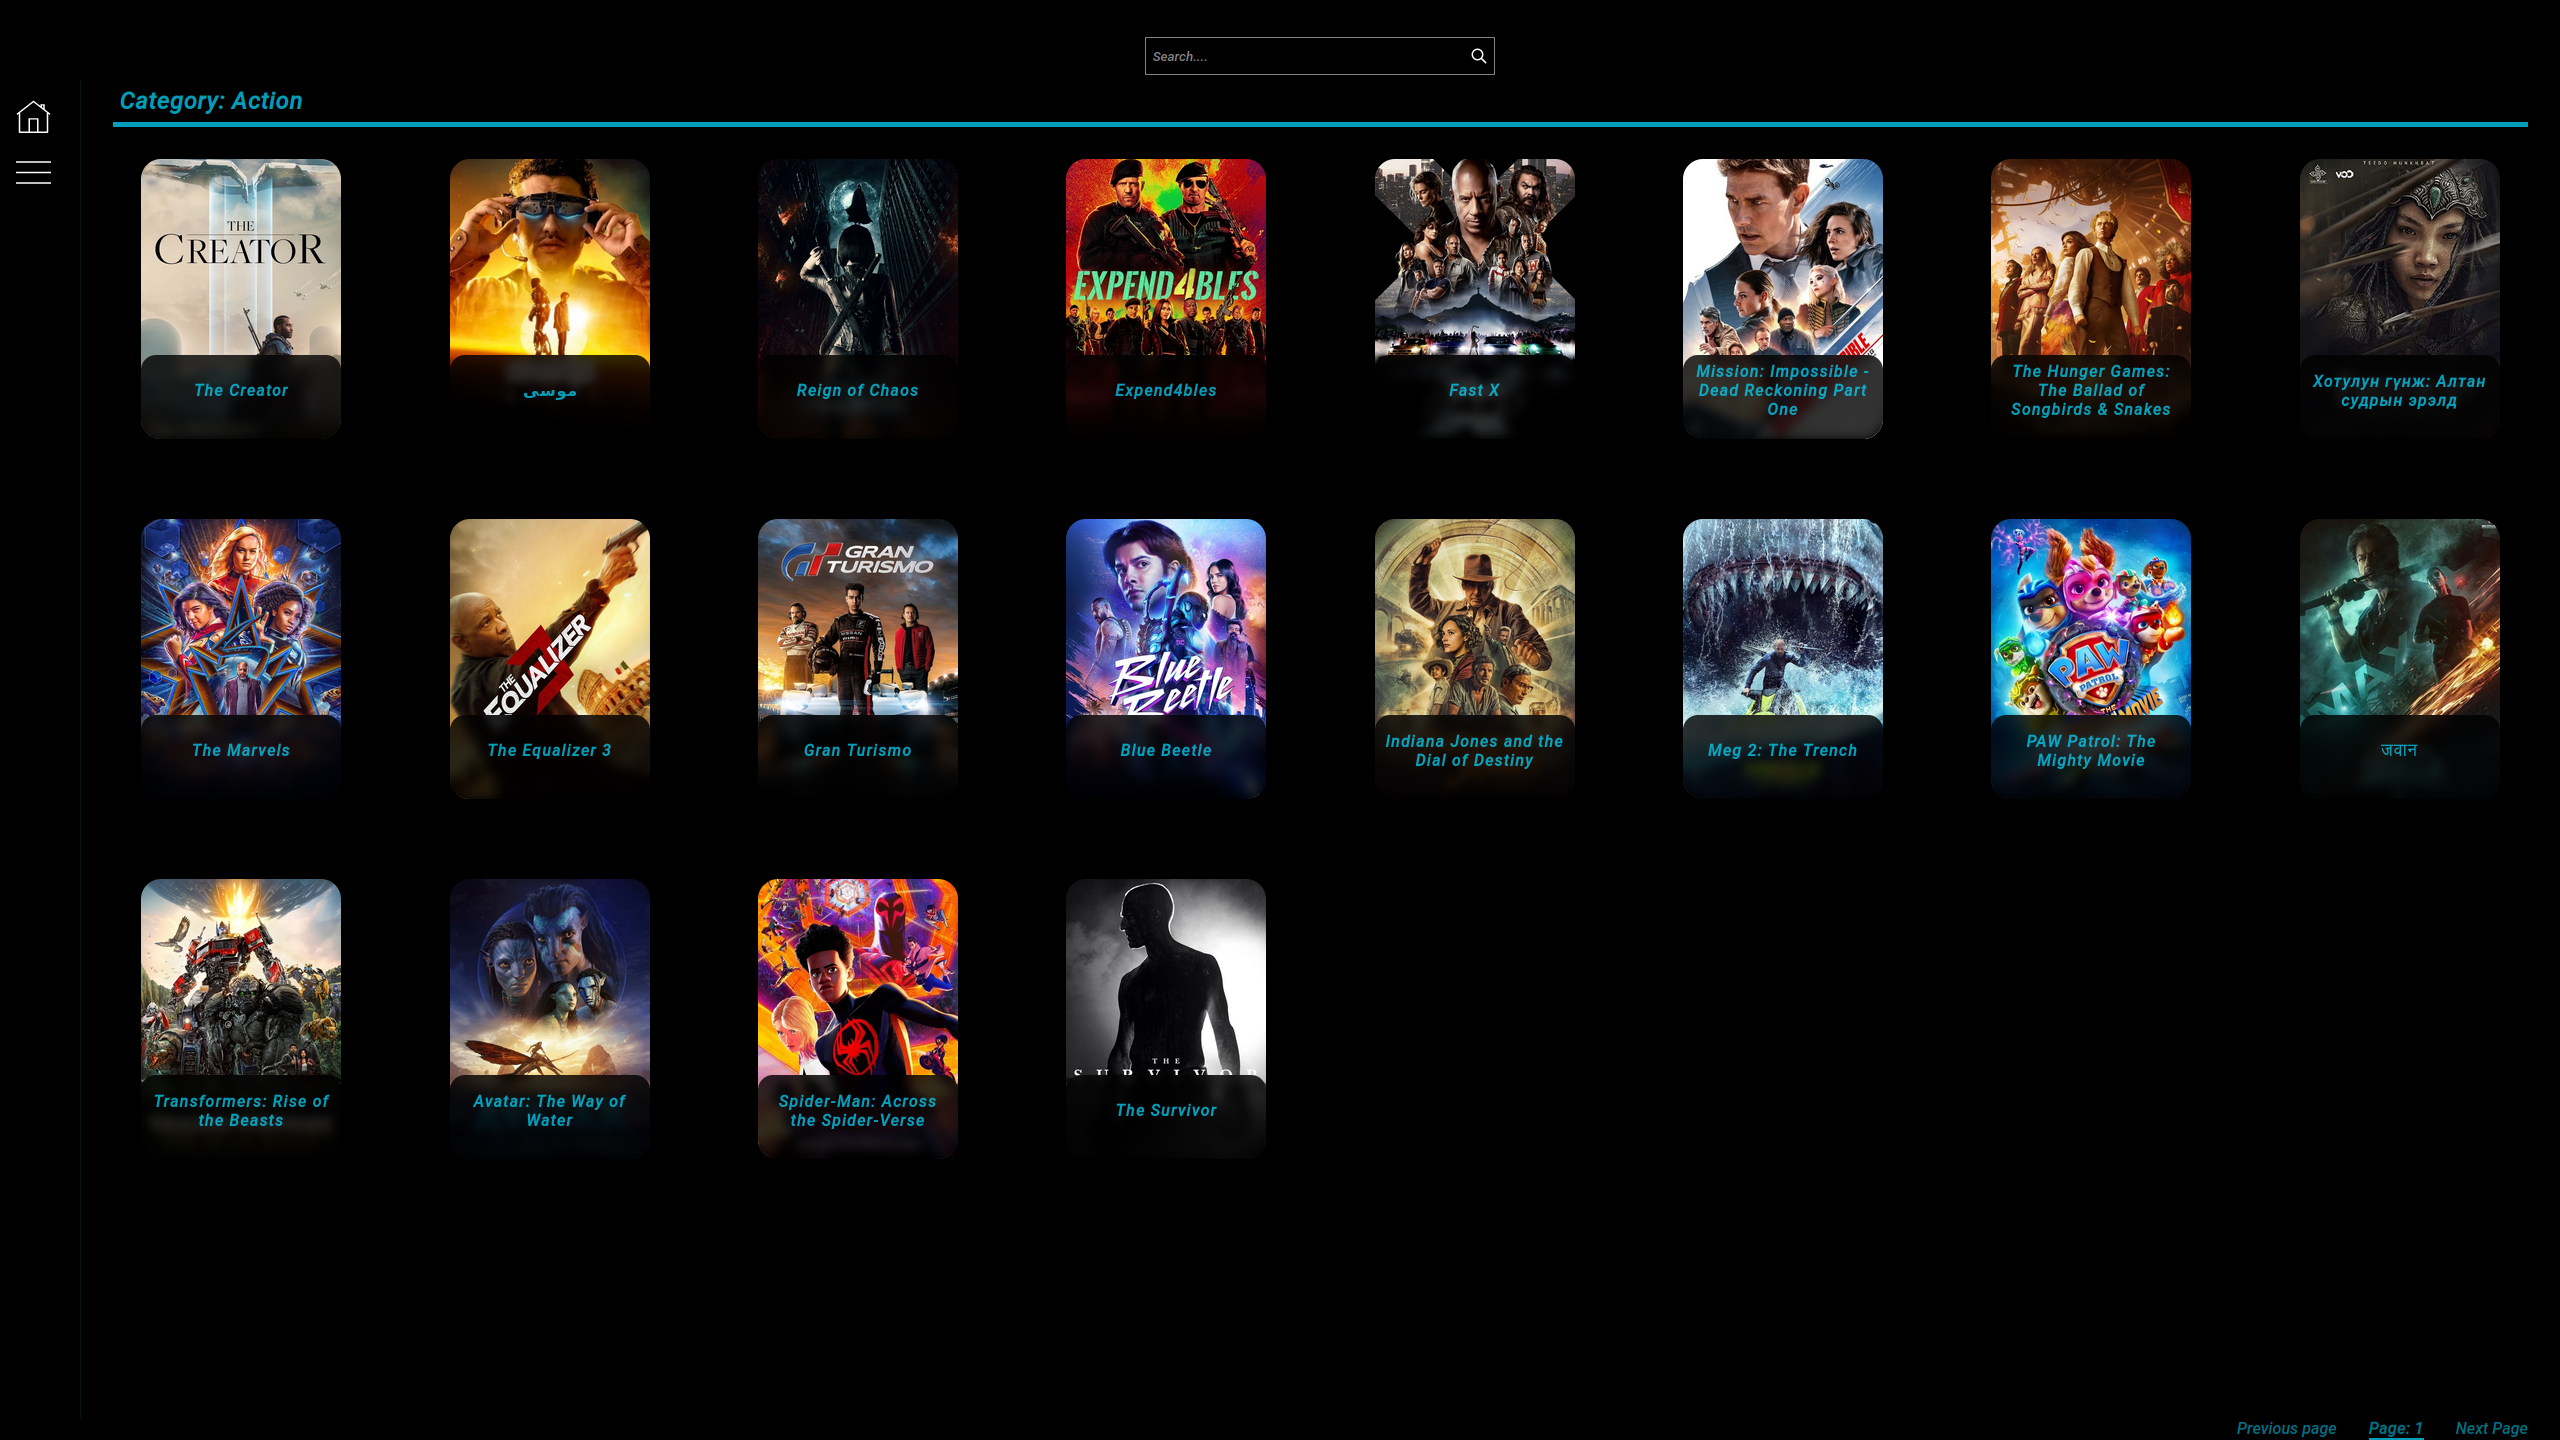 Search....
Category: Action
THE
CREATOR
The Creator
موسى
Reign of Chaos
EXPEND4BLES
Expend4bles
Fast X
Mission: Impossible -
Dead Reckoning Part
One
The Hunger Games:
The Ballad of
Songbirds & Snakes
VOO
Хотулун гүнж: Алтан
судрын эрэлд
The Marvels
THE
EQUALIZER
3
The Equalizer 3
GRAN
TURISMO
Gran Turismo
Blue
Beetle
Blue Beetle
Indiana Jones and the
Dial of Destiny
Meg 2: The Trench
PAW
PATROL
THE
MOVIE
PAW Patrol: The
Mighty Movie
जवान
Transformers: Rise of
the Beasts
Avatar: The Way of
Water
Spider-Man: Across
the Spider-Verse
THE
SURVIVOR
The Survivor
Previous page
Page: 1
Next Page